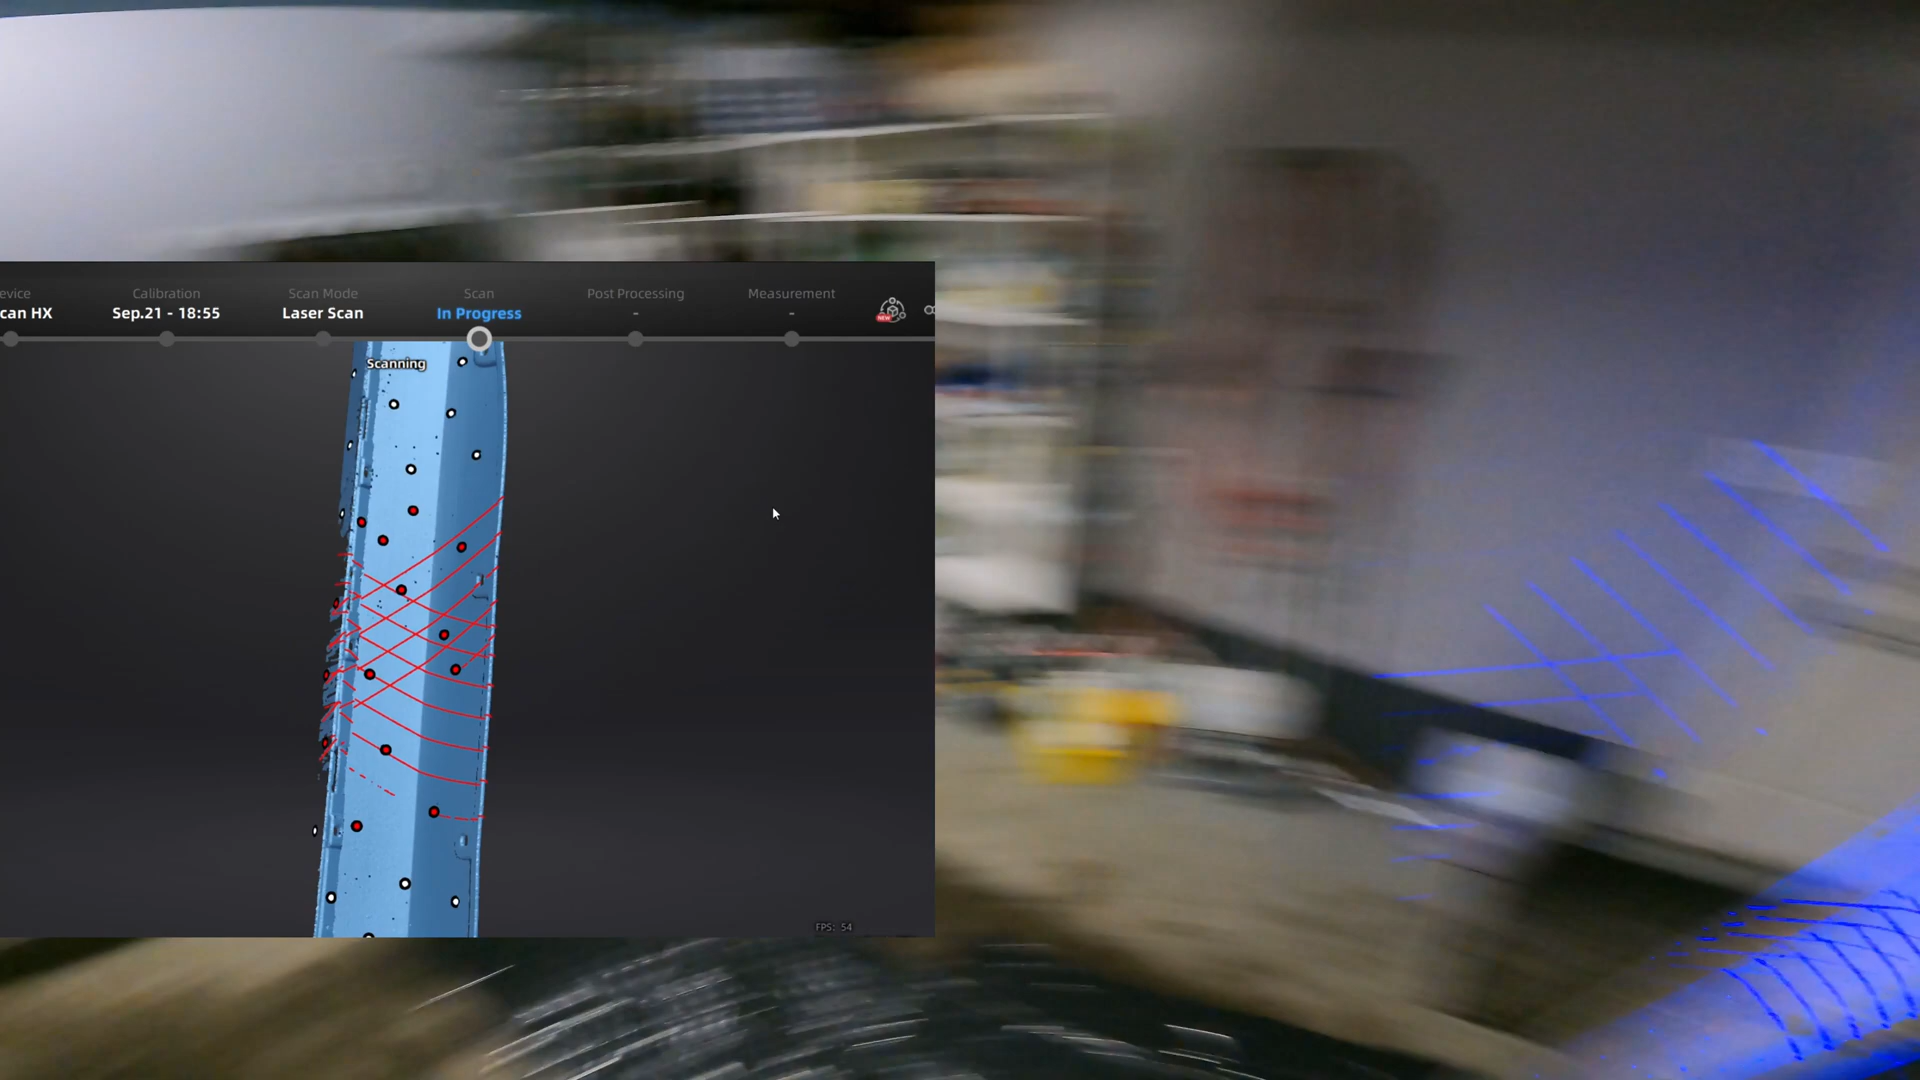 evice
Calibration
Scan Mode
Scan
Post Processing
Measurement
can HX
Sep.21 - 18:55
Laser Scan
In Progress
-
-
NEW
Scanning
FPS: 54